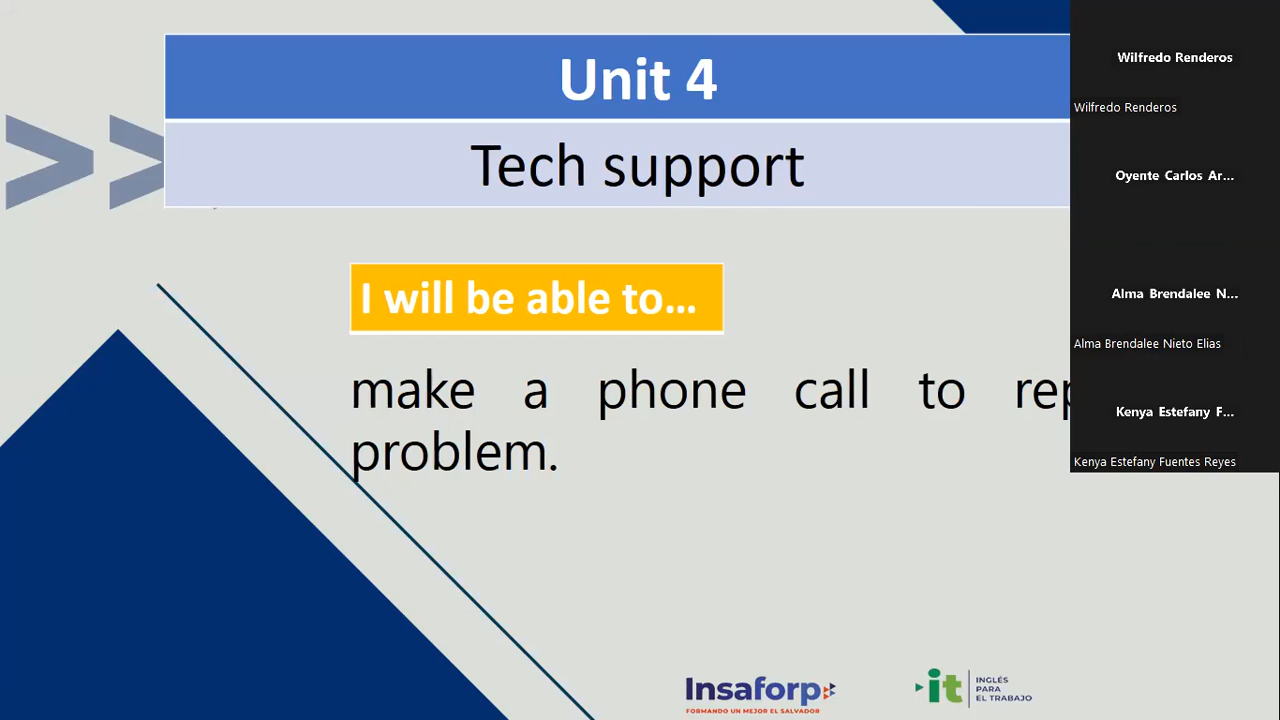 Unit 4
Tech support
I will be able to...
make a phone call to
problem.
Wilfredo Renderos
Wilfredo Renderos
Oyente Carlos Ar...
Alma Brendalee N...
Alma Brendalee Nieto Elias
Kenya Estefany F...
Kenya Estefany Fuentes Reyes
Insaforp
FORMANDO UN MEJOR EL SALVADOR
it
INGLÉS
PARA
EL TRABAJO